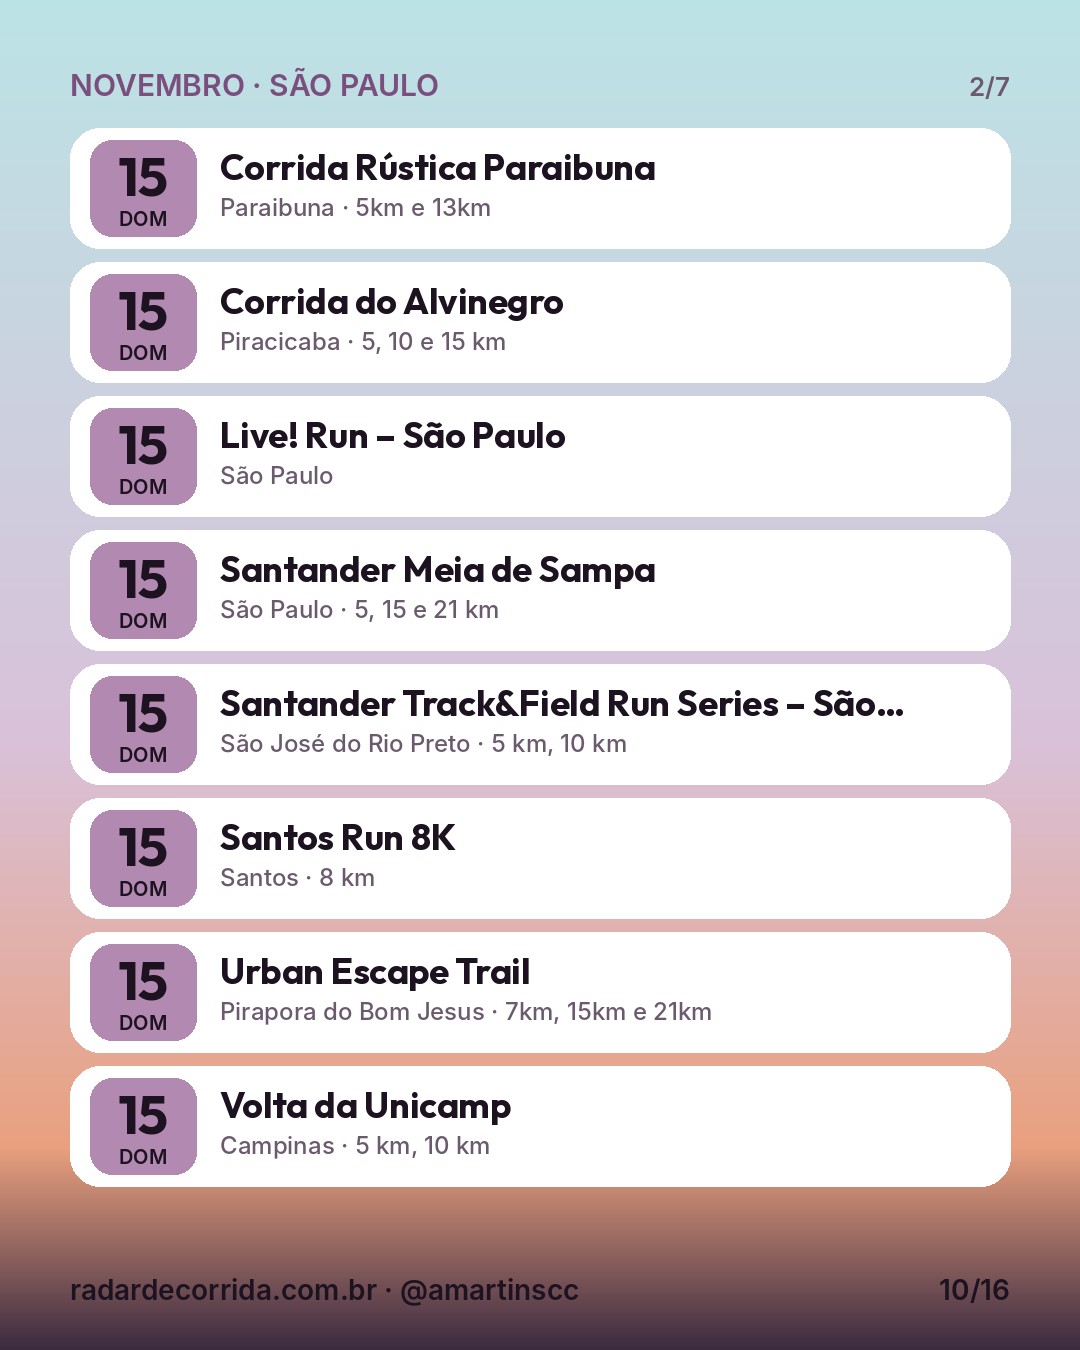 NOVEMBRO · SÃO PAULO
2/7
15
DOM
Corrida Rústica Paraibuna
Paraibuna · 5km e 13km
15
DOM
Corrida do Alvinegro
Piracicaba · 5, 10 e 15 km
15
DOM
Live! Run – São Paulo
São Paulo
15
DOM
Santander Meia de Sampa
São Paulo · 5, 15 e 21 km
15
DOM
Santander Track&Field Run Series – São...
São José do Rio Preto · 5 km, 10 km
15
DOM
Santos Run 8K
Santos · 8 km
15
DOM
Urban Escape Trail
Pirapora do Bom Jesus · 7km, 15km e 21km
15
DOM
Volta da Unicamp
Campinas · 5 km, 10 km
radardecorrida.com.br · @amartinscc
10/16